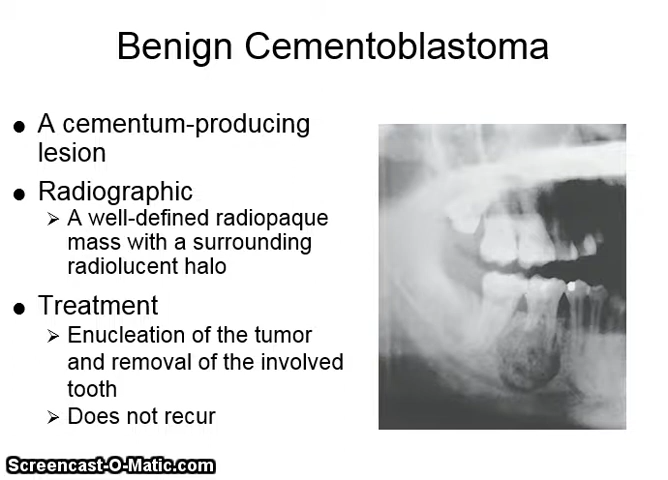 Benign Cementoblastoma
● A cementum-producing
lesion
● Radiographic
➢ A well-defined radiopaque
mass with a surrounding
radiolucent halo
● Treatment
➢ Enucleation of the tumor
and removal of the involved
tooth
➢ Does not recur
Screencast-O-Matic.com